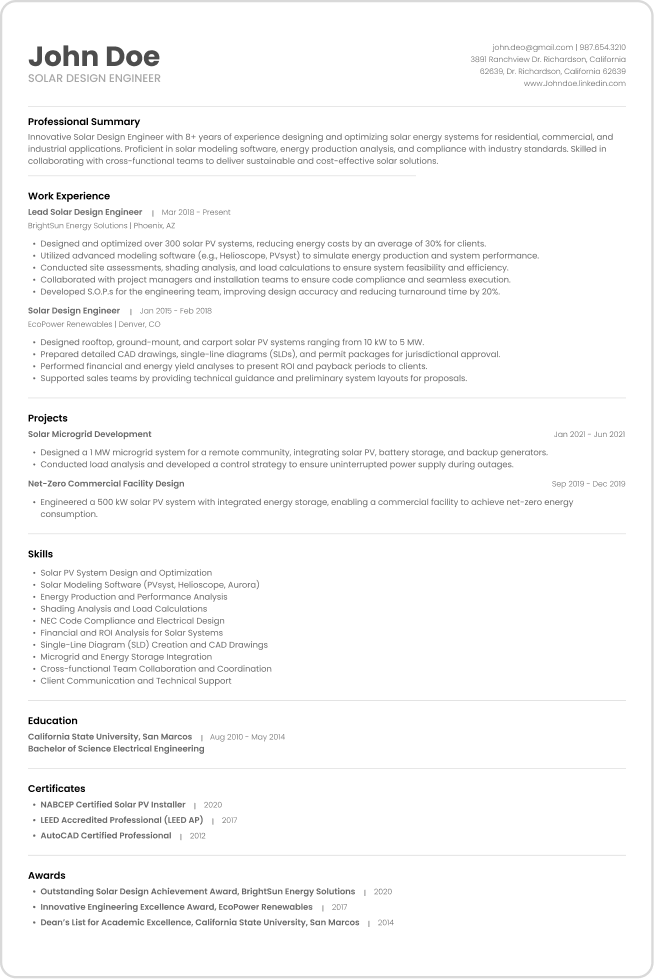 John Doe
SOLAR DESIGN ENGINEER
john.deo@gmail.com | 987.654.3210
3891 Ranchview Dr. Richardson, California
62639, Dr. Richardson, California 62639
www.Johndoe.linkedin.com
Professional Summary
Innovative Solar Design Engineer with 8+ years of experience designing and optimizing solar energy systems for residential, commercial, and
industrial applications. Proficient in solar modeling software, energy production analysis, and compliance with industry standards. Skilled in
collaborating with cross-functional teams to deliver sustainable and cost-effective solar solutions.
Work Experience
Lead Solar Design Engineer | Mar 2018 - Present
BrightSun Energy Solutions | Phoenix, AZ
• Designed and optimized over 300 solar PV systems, reducing energy costs by an average of 30% for clients.
• Utilized advanced modeling software (e.g., Helioscope, PVsyst) to simulate energy production and system performance.
• Conducted site assessments, shading analysis, and load calculations to ensure system feasibility and efficiency.
• Collaborated with project managers and installation teams to ensure code compliance and seamless execution.
• Developed S.O.P.s for the engineering team, improving design accuracy and reducing turnaround time by 20%.
Solar Design Engineer | Jan 2015 - Feb 2018
EcoPower Renewables | Denver, CO
• Designed rooftop, ground-mount, and carport solar PV systems ranging from 10 kW to 5 MW.
• Prepared detailed CAD drawings, single-line diagrams (SLDs), and permit packages for jurisdictional approval.
• Performed financial and energy yield analyses to present ROI and payback periods to clients.
• Supported sales teams by providing technical guidance and preliminary system layouts for proposals.
Projects
Solar Microgrid Development Jan 2021 - Jun 2021
• Designed a 1 MW microgrid system for a remote community, integrating solar PV, battery storage, and backup generators.
• Conducted load analysis and developed a control strategy to ensure uninterrupted power supply during outages.
Net-Zero Commercial Facility Design Sep 2019 - Dec 2019
• Engineered a 500 kW solar PV system with integrated energy storage, enabling a commercial facility to achieve net-zero energy
consumption.
Skills
• Solar PV System Design and Optimization
• Solar Modeling Software (PVsyst, Helioscope, Aurora)
• Energy Production and Performance Analysis
• Shading Analysis and Load Calculations
• NEC Code Compliance and Electrical Design
• Financial and ROI Analysis for Solar Systems
• Single-Line Diagram (SLD) Creation and CAD Drawings
• Microgrid and Energy Storage Integration
• Cross-functional Team Collaboration and Coordination
• Client Communication and Technical Support
Education
California State University, San Marcos | Aug 2010 - May 2014
Bachelor of Science Electrical Engineering
Certificates
• NABCEP Certified Solar PV Installer | 2020
• LEED Accredited Professional (LEED AP) | 2017
• AutoCAD Certified Professional | 2012
Awards
• Outstanding Solar Design Achievement Award, BrightSun Energy Solutions | 2020
• Innovative Engineering Excellence Award, EcoPower Renewables | 2017
• Dean's List for Academic Excellence, California State University, San Marcos | 2014